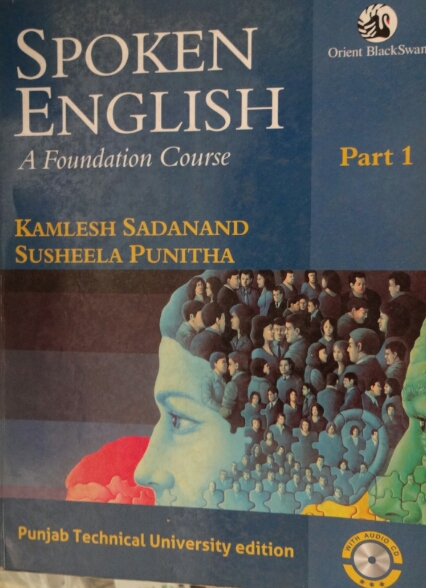 SPOKEN
ENGLISH
A Foundation Course
Orient BlackSwan
Part 1
KAMLESH SADANAND
SUSHEELA PUNITHA
Punjab Technical University edition
WITH AUDIO CD